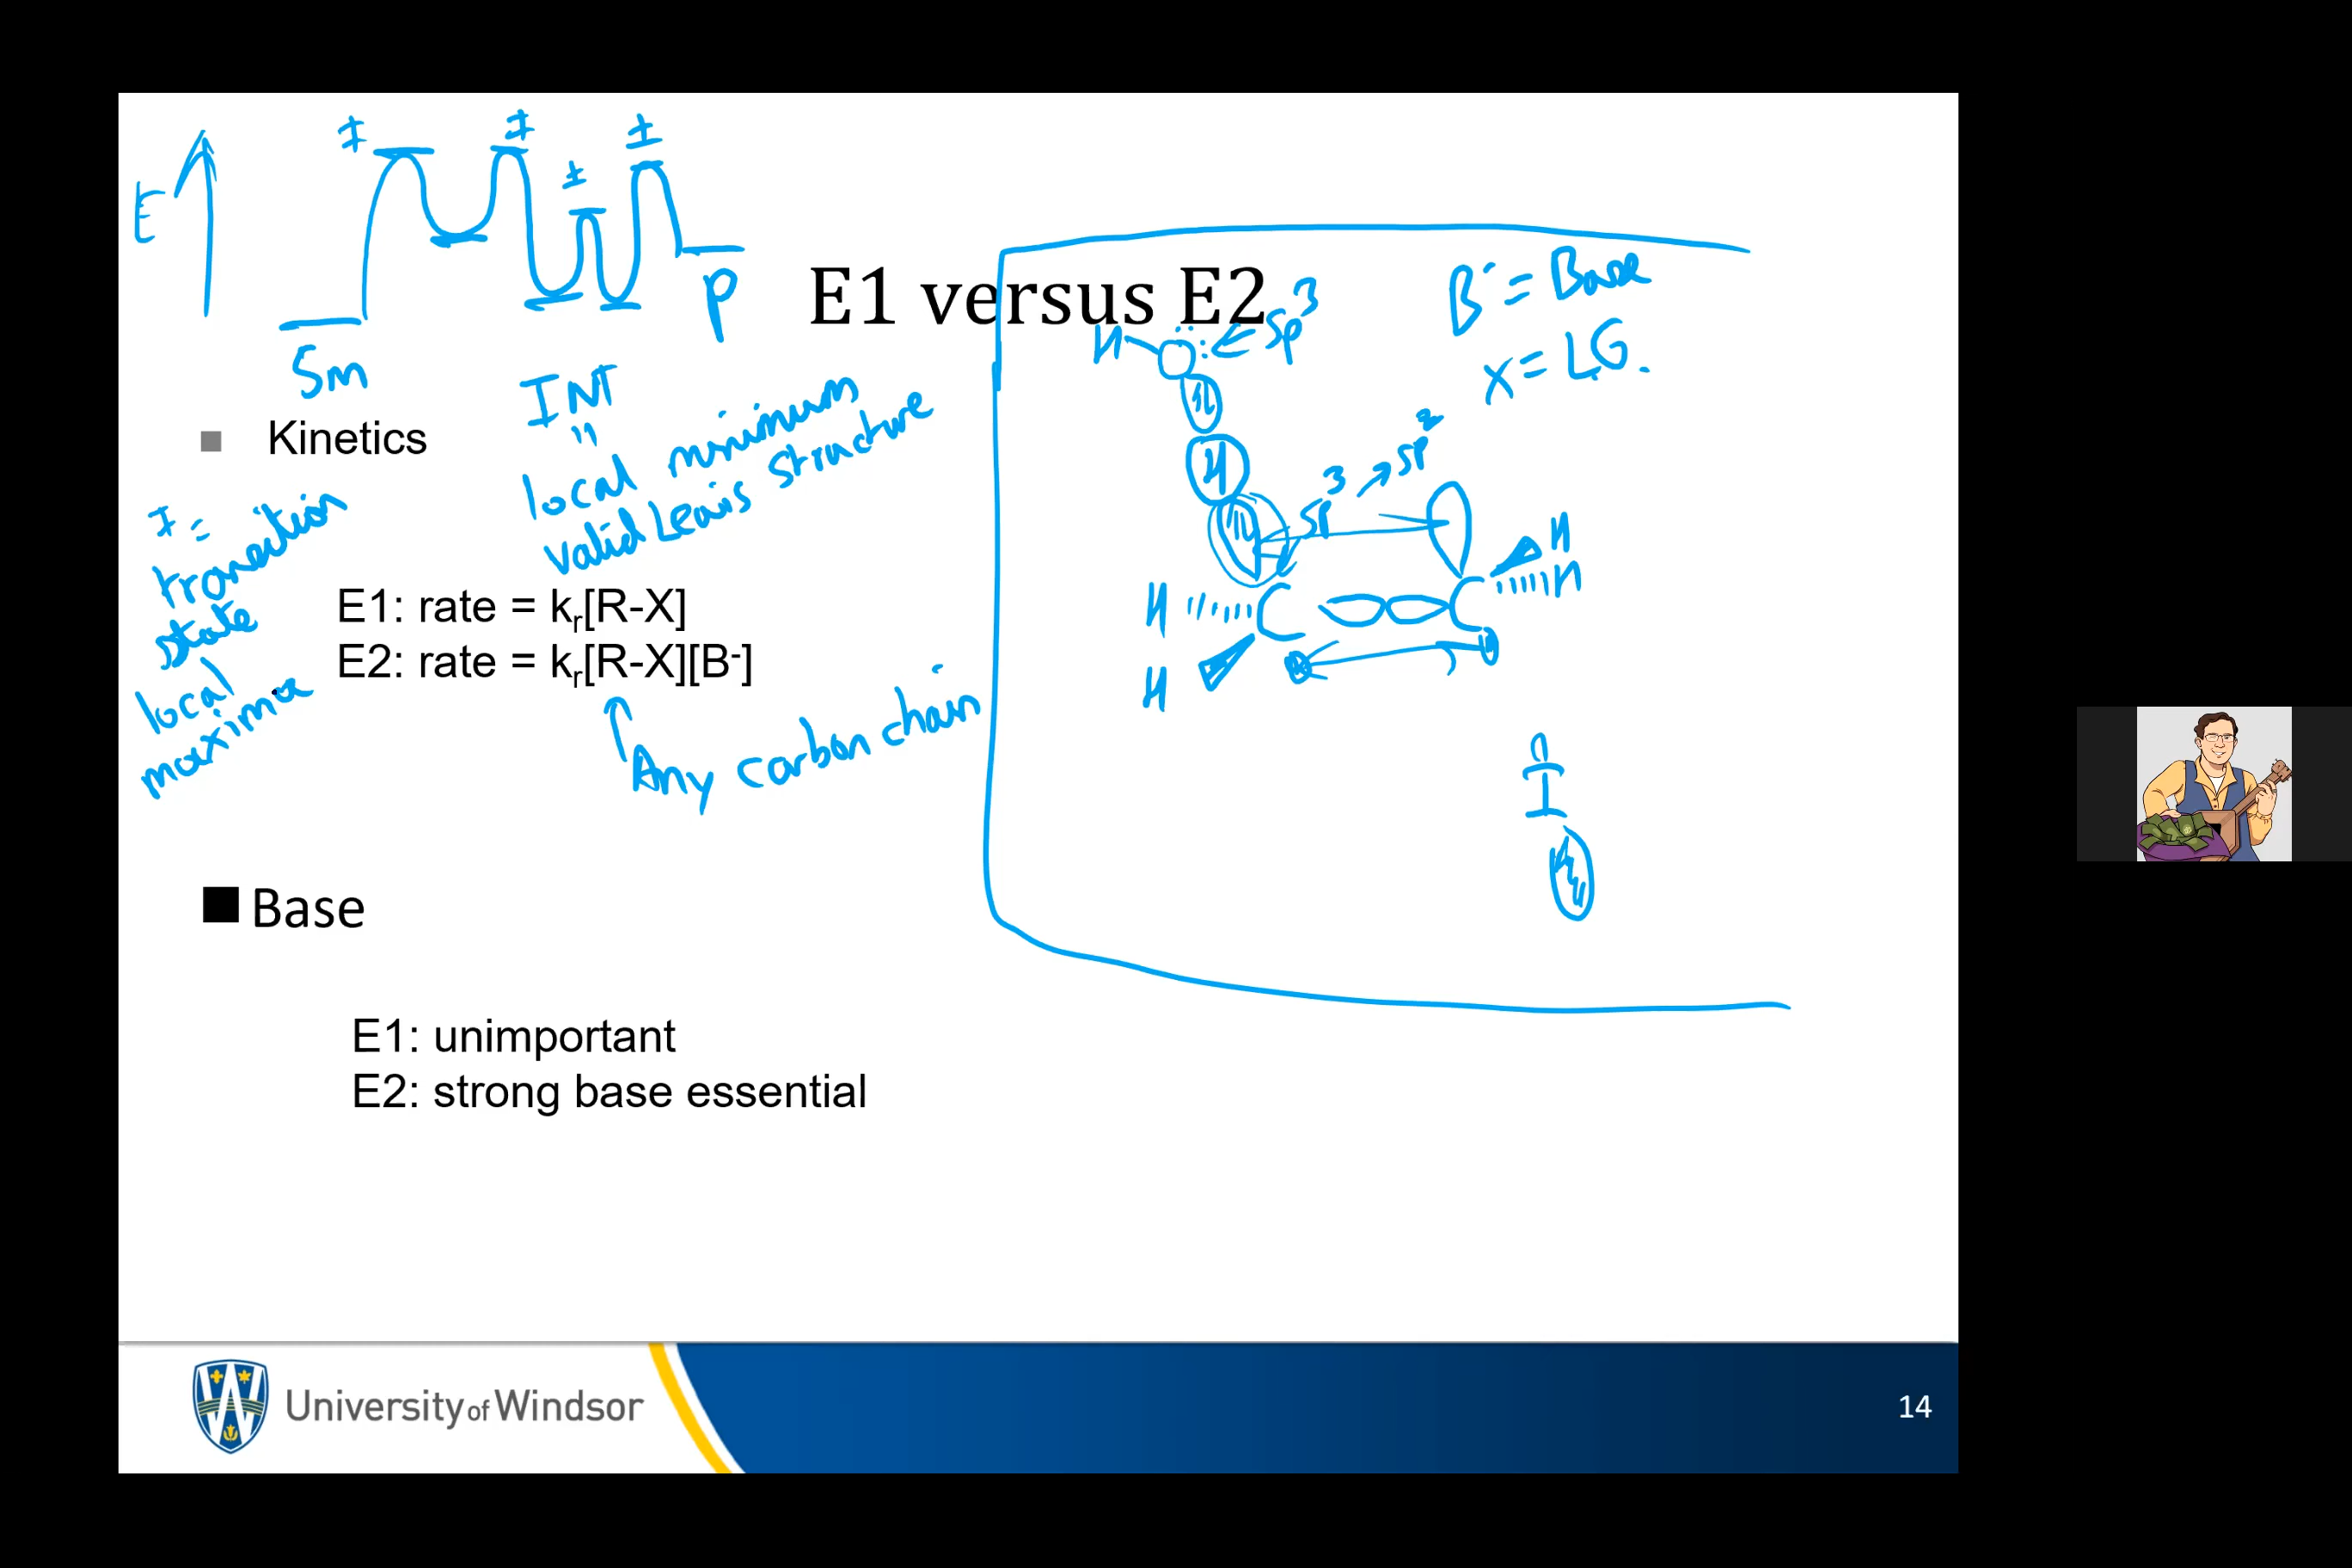 E
‡
‡
‡
‡
Sm
P
E1 versus E2
B⁻ = Base
X = LG.
H
← sp³
INT
"
local minimum
valid Lewis structure
■ Kinetics
‡ =
transition
state
local
maxima
H
sp³ → sp²
H
H
H
H
C
C
E1: rate = kᵣ[R-X]
E2: rate = kᵣ[R-X][B⁻]
Any carbon chain
■ Base
I
E1: unimportant
E2: strong base essential
University of Windsor
14